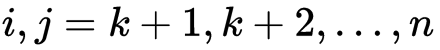 i, j = k + 1, k + 2, . . . , n